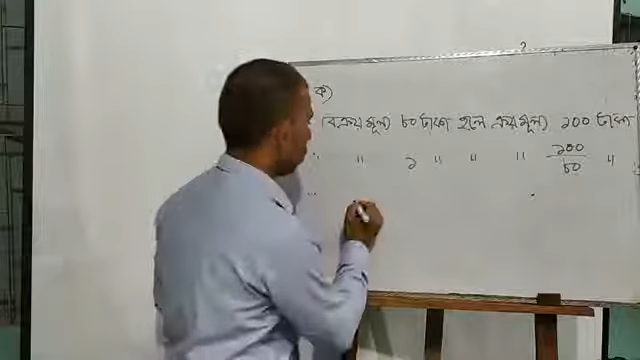 ক)
বিক্রয়মূল্য ৮০ টাকা হলে ক্রয়মূল্য ১০০ টাকা
" " ১ " " " ১০০/৮০ "
"